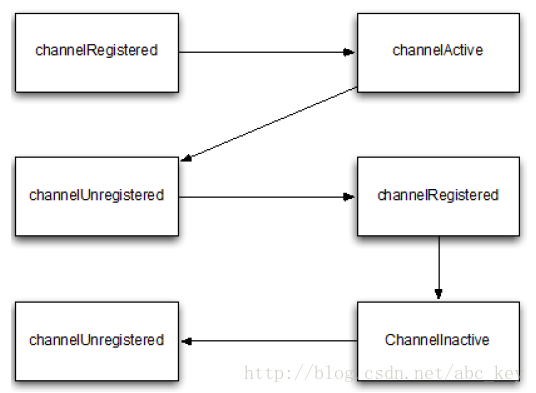 channelRegistered
channelActive
channelUnregistered
channelRegistered
channelUnregistered
ChannelInactive
http://blog.csdn.net/abc_key